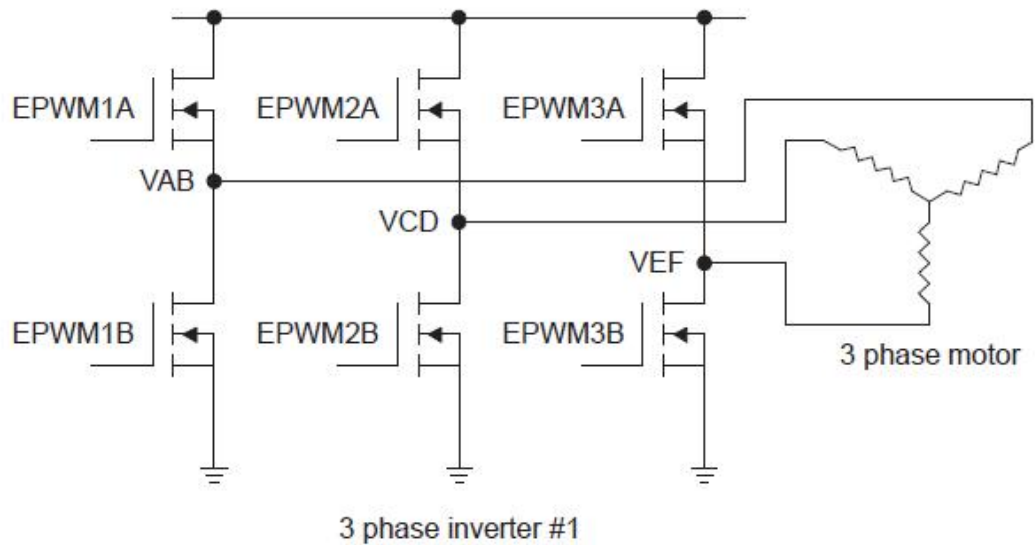 EPWM1A
EPWM2A
EPWM3A
VAB
VCD
VEF
EPWM1B
EPWM2B
EPWM3B
3 phase motor
3 phase inverter #1